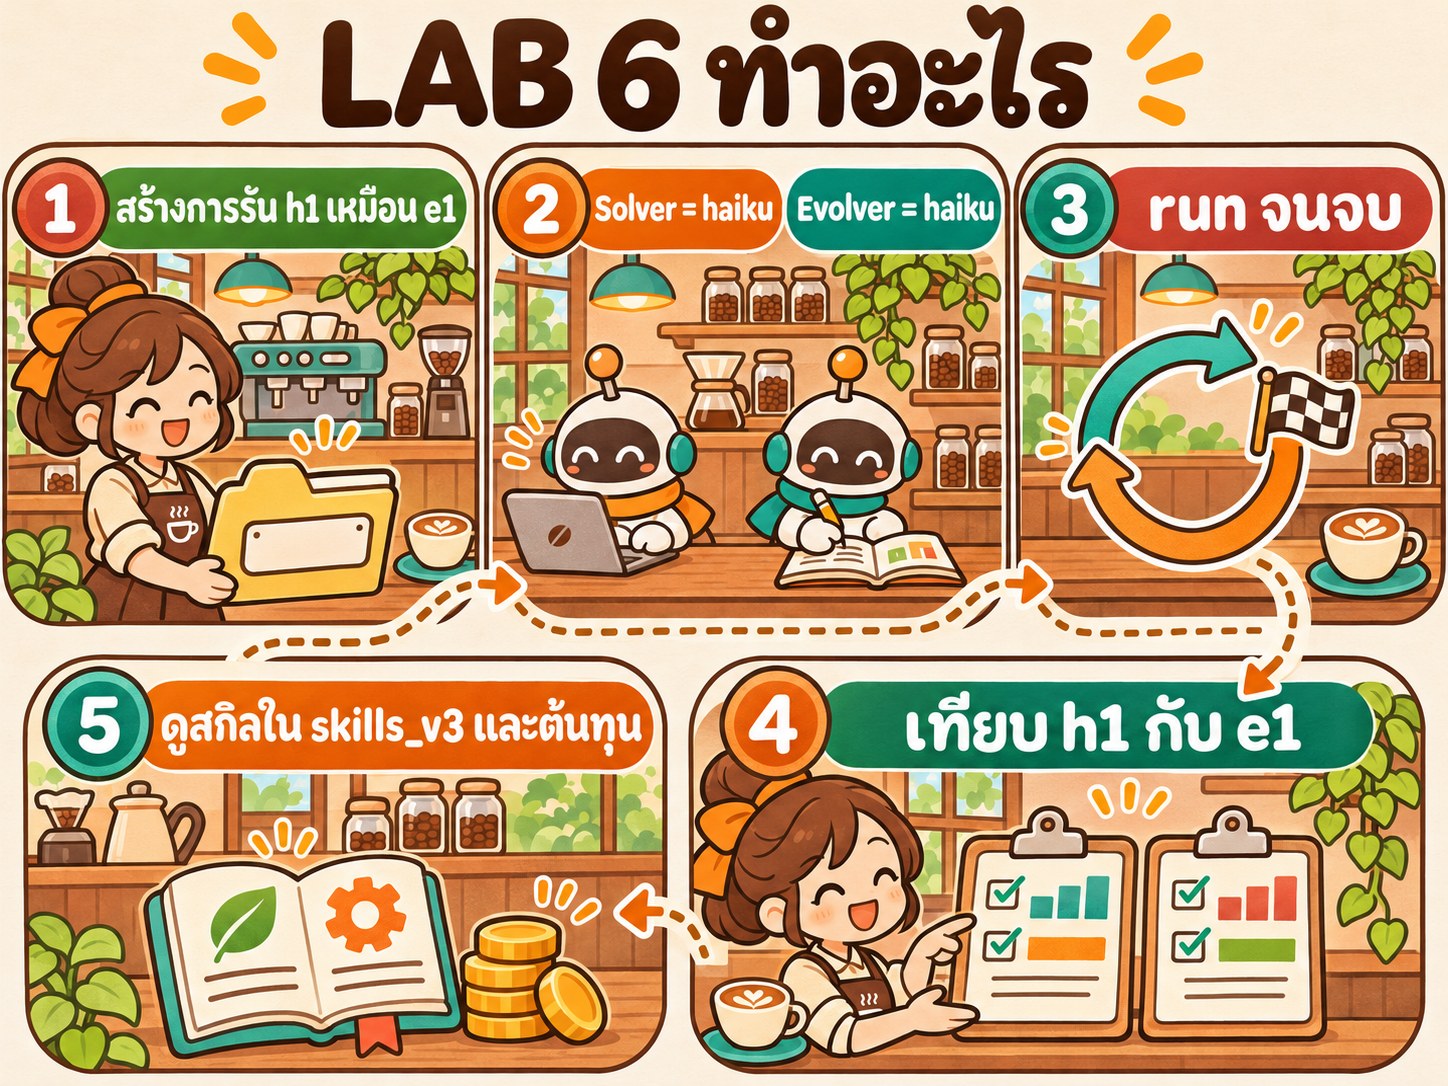 LAB 6 ทำอะไร
1 สร้างการรัน h1 เหมือน e1
2 Solver = haiku Evolver = haiku
3 run จนจบ
4 เทียบ h1 กับ e1
5 ดูสกิลใน skills_v3 และต้นทุน